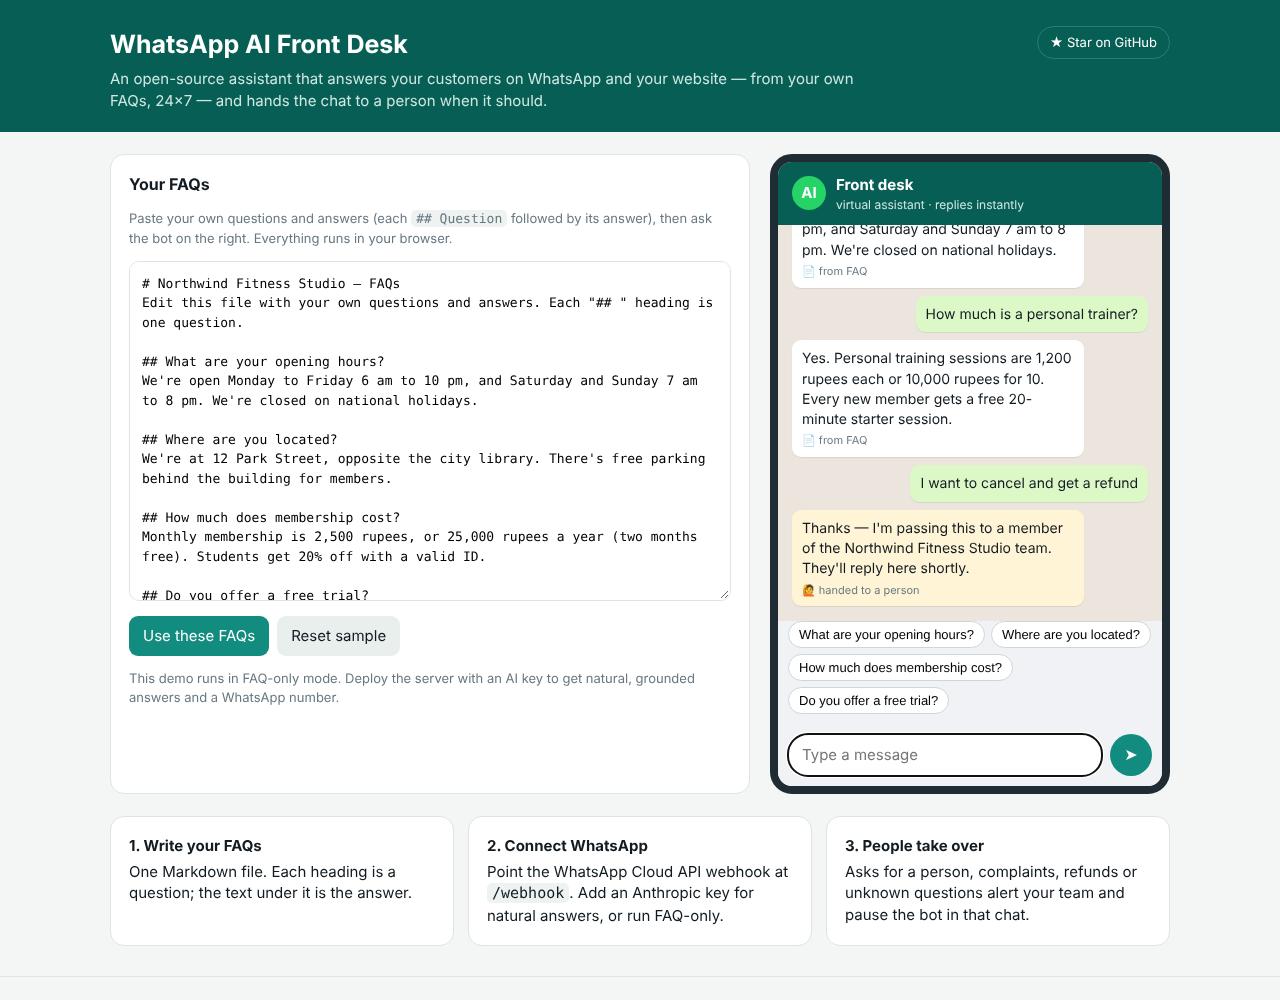 WhatsApp AI Front Desk
★ Star on GitHub
An open-source assistant that answers your customers on WhatsApp and your website — from your own
FAQs, 24×7 — and hands the chat to a person when it should.
Your FAQs
Paste your own questions and answers (each ## Question followed by its answer), then ask
the bot on the right. Everything runs in your browser.
# Northwind Fitness Studio — FAQs
Edit this file with your own questions and answers. Each "## " heading is
one question.
## What are your opening hours?
We're open Monday to Friday 6 am to 10 pm, and Saturday and Sunday 7 am
to 8 pm. We're closed on national holidays.
## Where are you located?
We're at 12 Park Street, opposite the city library. There's free parking
behind the building for members.
## How much does membership cost?
Monthly membership is 2,500 rupees, or 25,000 rupees a year (two months
free). Students get 20% off with a valid ID.
## Do you offer a free trial?
Use these FAQs
Reset sample
This demo runs in FAQ-only mode. Deploy the server with an AI key to get natural, grounded
answers and a WhatsApp number.
AI
Front desk
virtual assistant · replies instantly
pm, and Saturday and Sunday 7 am to 8
pm. We're closed on national holidays.
📄 from FAQ
How much is a personal trainer?
Yes. Personal training sessions are 1,200
rupees each or 10,000 rupees for 10.
Every new member gets a free 20-
minute starter session.
📄 from FAQ
I want to cancel and get a refund
Thanks — I'm passing this to a member
of the Northwind Fitness Studio team.
They'll reply here shortly.
🙋 handed to a person
What are your opening hours?
Where are you located?
How much does membership cost?
Do you offer a free trial?
Type a message
➤
1. Write your FAQs
One Markdown file. Each heading is a
question; the text under it is the answer.
2. Connect WhatsApp
Point the WhatsApp Cloud API webhook at
/webhook. Add an Anthropic key for
natural answers, or run FAQ-only.
3. People take over
Asks for a person, complaints, refunds or
unknown questions alert your team and
pause the bot in that chat.